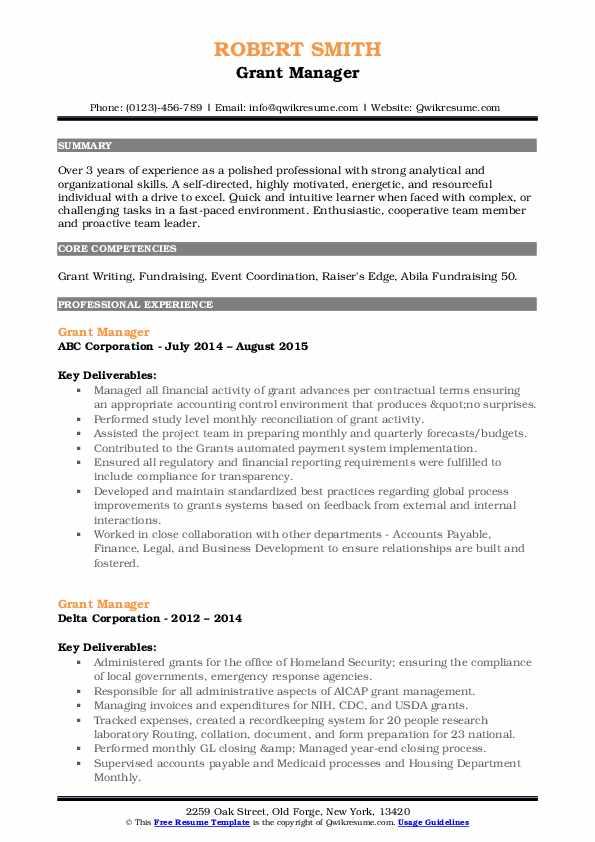 ROBERT SMITH
Grant Manager
Phone: (0123)-456-789 | Email: info@qwikresume.com | Website: Qwikresume.com
SUMMARY
Over 3 years of experience as a polished professional with strong analytical and
organizational skills. A self-directed, highly motivated, energetic, and resourceful
individual with a drive to excel. Quick and intuitive learner when faced with complex, or
challenging tasks in a fast-paced environment. Enthusiastic, cooperative team member
and proactive team leader.
CORE COMPETENCIES
Grant Writing, Fundraising, Event Coordination, Raiser's Edge, Abila Fundraising 50.
PROFESSIONAL EXPERIENCE
Grant Manager
ABC Corporation - July 2014 – August 2015
Key Deliverables:
▪ Managed all financial activity of grant advances per contractual terms ensuring
an appropriate accounting control environment that produces &quot;no surprises.
▪ Performed study level monthly reconciliation of grant activity.
▪ Assisted the project team in preparing monthly and quarterly forecasts/budgets.
▪ Contributed to the Grants automated payment system implementation.
▪ Ensured all regulatory and financial reporting requirements were fulfilled to
include compliance for transparency.
▪ Developed and maintain standardized best practices regarding global process
improvements to grants systems based on feedback from external and internal
interactions.
▪ Worked in close collaboration with other departments - Accounts Payable,
Finance, Legal, and Business Development to ensure relationships are built and
fostered.
Grant Manager
Delta Corporation - 2012 – 2014
Key Deliverables:
▪ Administered grants for the office of Homeland Security; ensuring the compliance
of local governments, emergency response agencies.
▪ Responsible for all administrative aspects of AICAP grant management.
▪ Managing invoices and expenditures for NIH, CDC, and USDA grants.
▪ Tracked expenses, created a recordkeeping system for 20 people research
laboratory Routing, collation, document, and form preparation for 23 national.
▪ Performed monthly GL closing &amp; Managed year-end closing process.
▪ Supervised accounts payable and Medicaid processes and Housing Department
Monthly.
2259 Oak Street, Old Forge, New York, 13420
© This Free Resume Template is the copyright of Qwikresume.com. Usage Guidelines